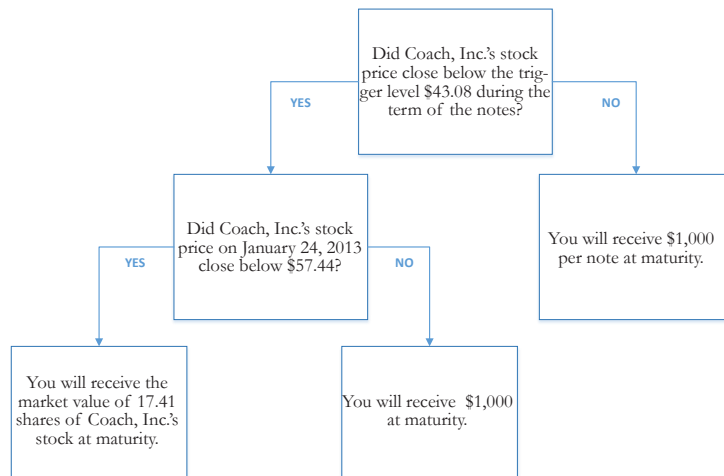 Did Coach, Inc.'s stock
price close below the trig-
ger level $43.08 during the
term of the notes?
YES
NO
Did Coach, Inc.'s stock
price on January 24, 2013
close below $57.44?
You will receive $1,000
per note at maturity.
YES
NO
You will receive the
market value of 17.41
shares of Coach, Inc.'s
stock at maturity.
You will receive $1,000
at maturity.